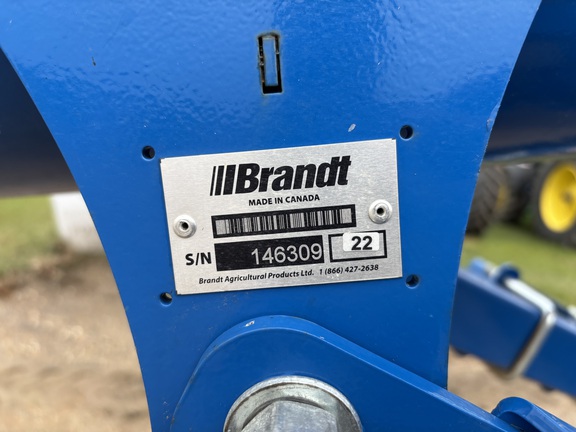 Brandt
MADE IN CANADA
S/N 146309 22
Brandt Agricultural Products Ltd. 1 (866) 427-2638